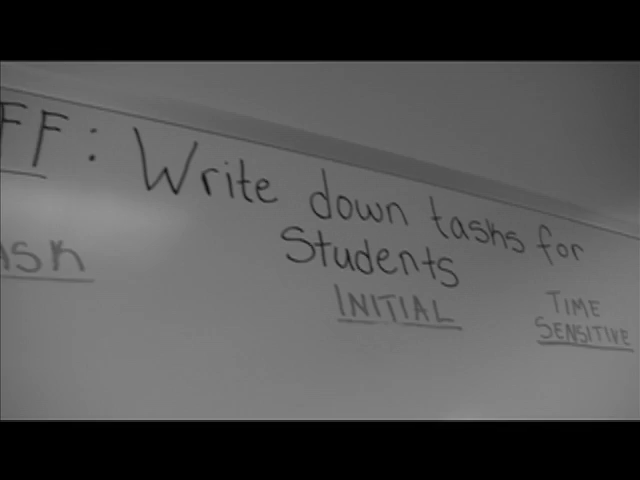 FF: Write down tasks for
Students
ASK INITIAL TIME
SENSITIVE